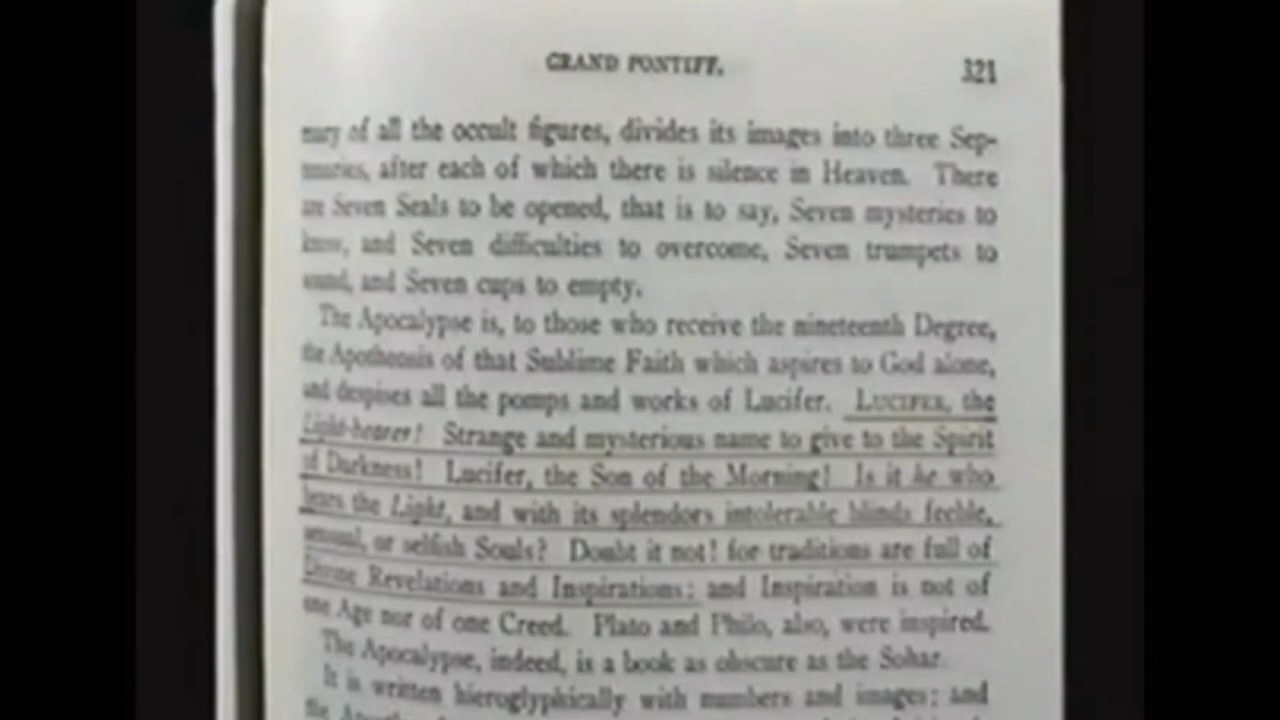 GRAND PONTIFF. 321
of all the occult figures, divides its images into three Sep-
after each of which there is silence in Heaven. There
are Seven Seals to be opened, that is to say, Seven mysteries to
know, and Seven difficulties to overcome, Seven trumpets to
sound, and Seven cups to empty.
The Apocalypse is, to those who receive the nineteenth Degree,
the Apotheosis of that Sublime Faith which aspires to God alone,
and despises all the pomps and works of Lucifer. LUCIFER, the
Light-bearer! Strange and mysterious name to give to the Spirit
of Darkness! Lucifer, the Son of the Morning! Is it he who
bears the Light, and with its splendors intolerable blinds feeble,
sensual, or selfish Souls? Doubt it not! for traditions are full of
Divine Revelations and Inspirations: and Inspiration is not of
one Age nor of one Creed. Plato and Philo, also, were inspired.
The Apocalypse, indeed, is a book as obscure as the Sohar.
It is written hieroglyphically with numbers and images; and
the